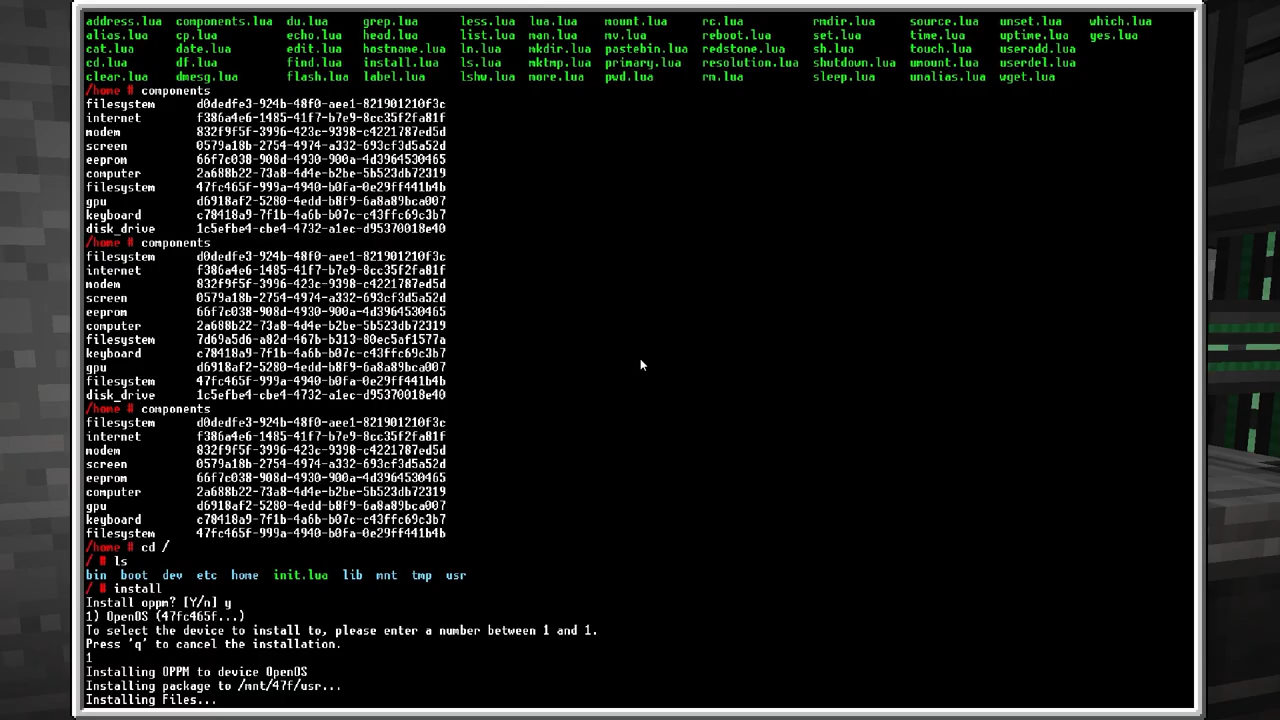 address.lua components.lua du.lua grep.lua less.lua lua.lua mount.lua rc.lua rmdir.lua source.lua unset.lua which.lua
alias.lua cp.lua echo.lua head.lua list.lua man.lua mv.lua reboot.lua set.lua time.lua uptime.lua yes.lua
cat.lua date.lua edit.lua hostname.lua ln.lua mkdir.lua pastebin.lua redstone.lua sh.lua touch.lua useradd.lua
cd.lua df.lua find.lua install.lua ls.lua mktmp.lua primary.lua resolution.lua shutdown.lua umount.lua userdel.lua
clear.lua dmesg.lua flash.lua label.lua lshw.lua more.lua pwd.lua rm.lua sleep.lua unalias.lua wget.lua
/home # components
filesystem d0dedfe3-924b-48f0-aee1-821901210f3c
internet f386a4e6-1485-41f7-b7e9-8cc35f2fa81f
modem 832f9f5f-3996-423c-9398-c4221787ed5d
screen 0579a18b-2754-4974-a332-693cf3d5a52d
eeprom 66f7c038-908d-4930-900a-4d3964530465
computer 2a688b22-73a8-4d4e-b2be-5b523db72319
filesystem 47fc465f-999a-4940-b0fa-0e29ff441b4b
gpu d6918af2-5280-4edd-b8f9-6a8a89bca007
keyboard c78418a9-7f1b-4a6b-b07c-c43ffc69c3b7
disk_drive 1c5efbe4-cbe4-4732-a1ec-d95370018e40
/home # components
filesystem d0dedfe3-924b-48f0-aee1-821901210f3c
internet f386a4e6-1485-41f7-b7e9-8cc35f2fa81f
modem 832f9f5f-3996-423c-9398-c4221787ed5d
screen 0579a18b-2754-4974-a332-693cf3d5a52d
eeprom 66f7c038-908d-4930-900a-4d3964530465
computer 2a688b22-73a8-4d4e-b2be-5b523db72319
filesystem 7d69a5d6-a82d-467b-b313-80ec5af1577a
keyboard c78418a9-7f1b-4a6b-b07c-c43ffc69c3b7
gpu d6918af2-5280-4edd-b8f9-6a8a89bca007
filesystem 47fc465f-999a-4940-b0fa-0e29ff441b4b
disk_drive 1c5efbe4-cbe4-4732-a1ec-d95370018e40
/home # components
filesystem d0dedfe3-924b-48f0-aee1-821901210f3c
internet f386a4e6-1485-41f7-b7e9-8cc35f2fa81f
modem 832f9f5f-3996-423c-9398-c4221787ed5d
screen 0579a18b-2754-4974-a332-693cf3d5a52d
eeprom 66f7c038-908d-4930-900a-4d3964530465
computer 2a688b22-73a8-4d4e-b2be-5b523db72319
gpu d6918af2-5280-4edd-b8f9-6a8a89bca007
keyboard c78418a9-7f1b-4a6b-b07c-c43ffc69c3b7
filesystem 47fc465f-999a-4940-b0fa-0e29ff441b4b
/home # cd /
/ # ls
bin boot dev etc home init.lua lib mnt tmp usr
/ # install
Install oppm? [Y/n] y
1) OpenOS (47fc465f...)
To select the device to install to, please enter a number between 1 and 1.
Press 'q' to cancel the installation.
1
Installing OPPM to device OpenOS
Installing package to /mnt/47f/usr...
Installing Files...